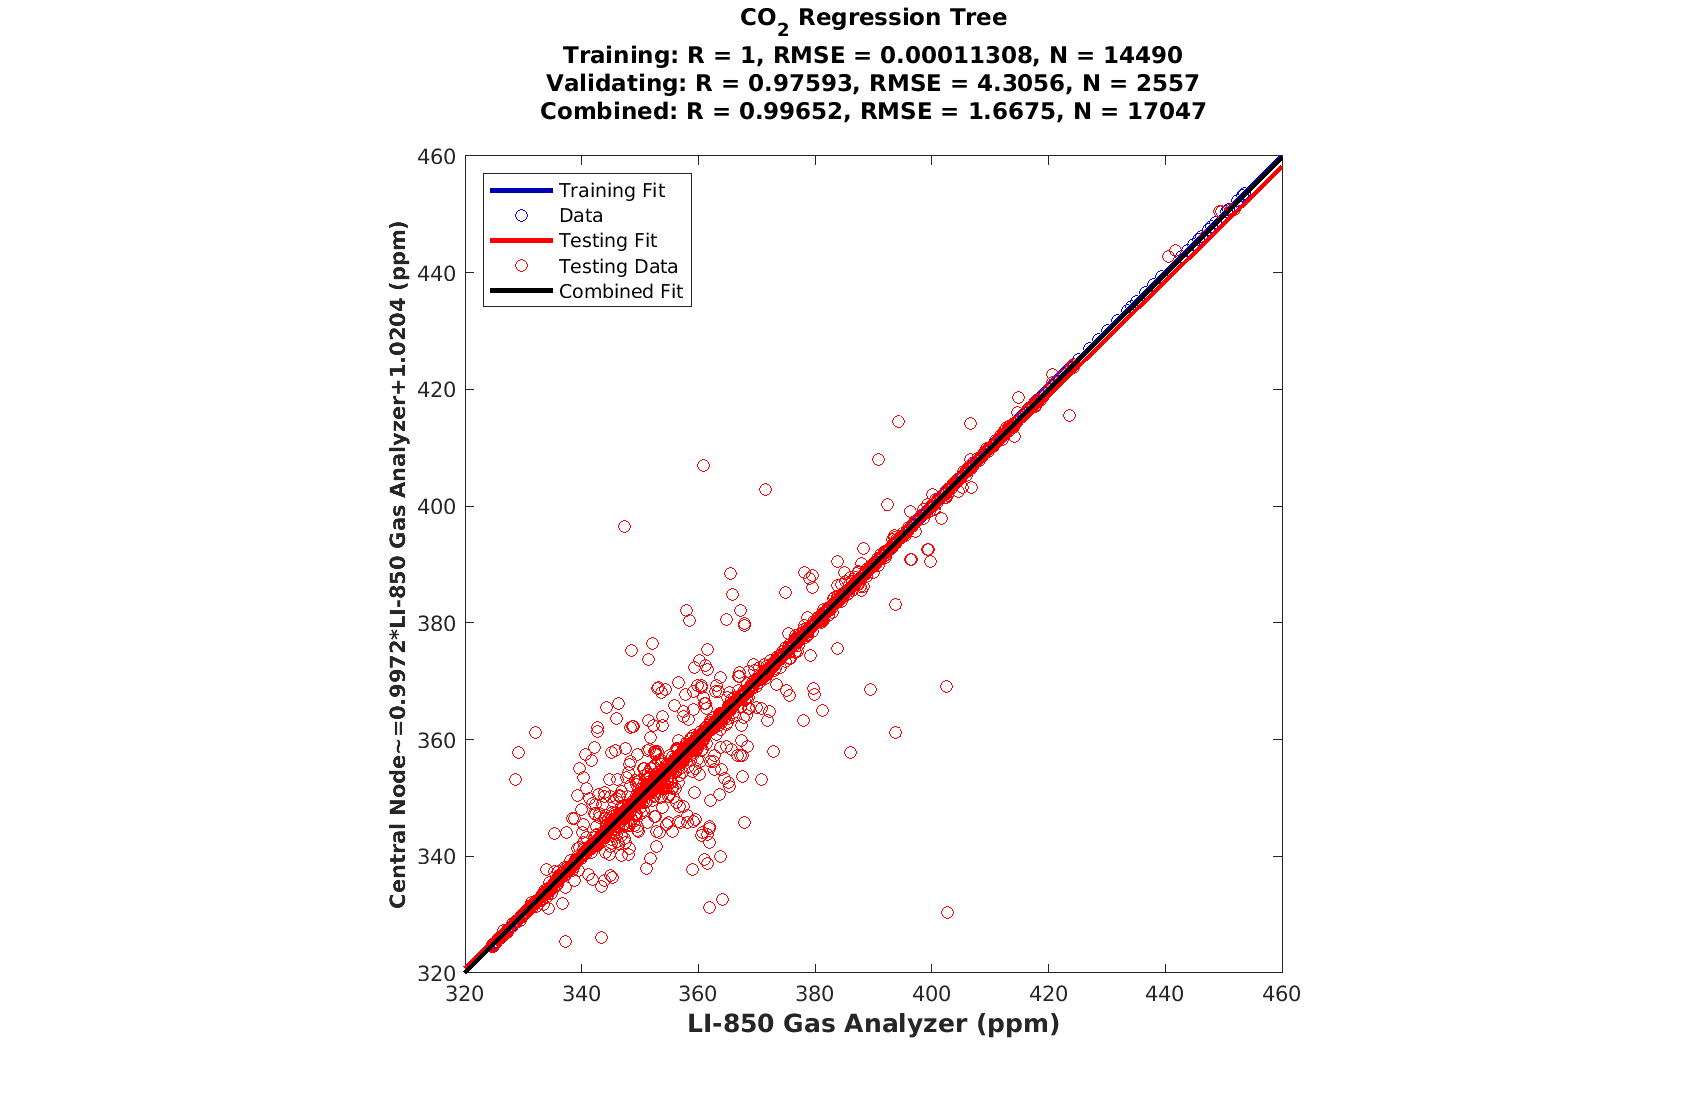 CO2 Regression Tree
Training: R = 1, RMSE = 0.00011308, N = 14490
Validating: R = 0.97593, RMSE = 4.3056, N = 2557
Combined: R = 0.99652, RMSE = 1.6675, N = 17047
Central Node~=0.9972*LI-850 Gas Analyzer+1.0204 (ppm)
460
440
420
400
380
360
340
320
Training Fit
Data
Testing Fit
Testing Data
Combined Fit
320 340 360 380 400 420 440 460
LI-850 Gas Analyzer (ppm)